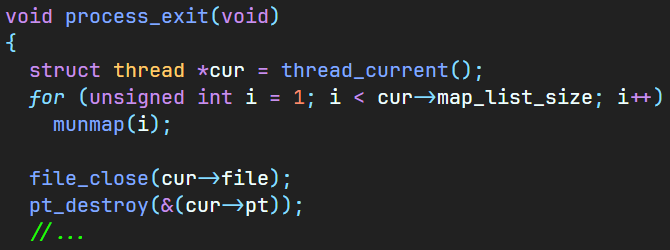 void process_exit(void)
{
  struct thread *cur = thread_current();
  for (unsigned int i = 1; i < cur->map_list_size; i++)
    munmap(i);

  file_close(cur->file);
  pt_destroy(&(cur->pt));
  //...